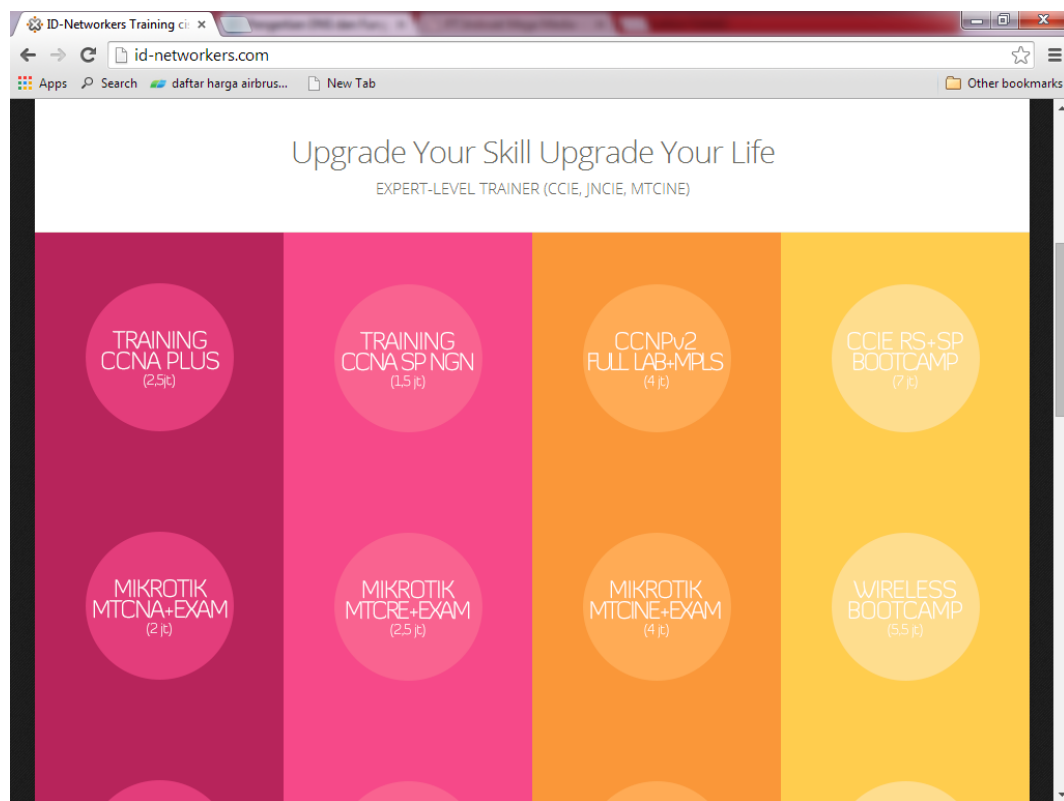 ID-Networkers Training ci
id-networkers.com
Apps
Search
daftar harga airbrus...
New Tab
Other bookmarks
Upgrade Your Skill Upgrade Your Life
EXPERT-LEVEL TRAINER (CCIE, JNCIE, MTCINE)
TRAINING
CCNA PLUS
(2,5jt)
TRAINING
CCNA SP NGN
(1,5 jt)
CCNPv2
FULL LAB+MPLS
(4 jt)
CCIE RS+SP
BOOTCAMP
(7 jt)
MIKROTIK
MTCNA+EXAM
(2 jt)
MIKROTIK
MTCRE+EXAM
(2,5 jt)
MIKROTIK
MTCINE+EXAM
(4 jt)
WIRELESS
BOOTCAMP
(5,5 jt)